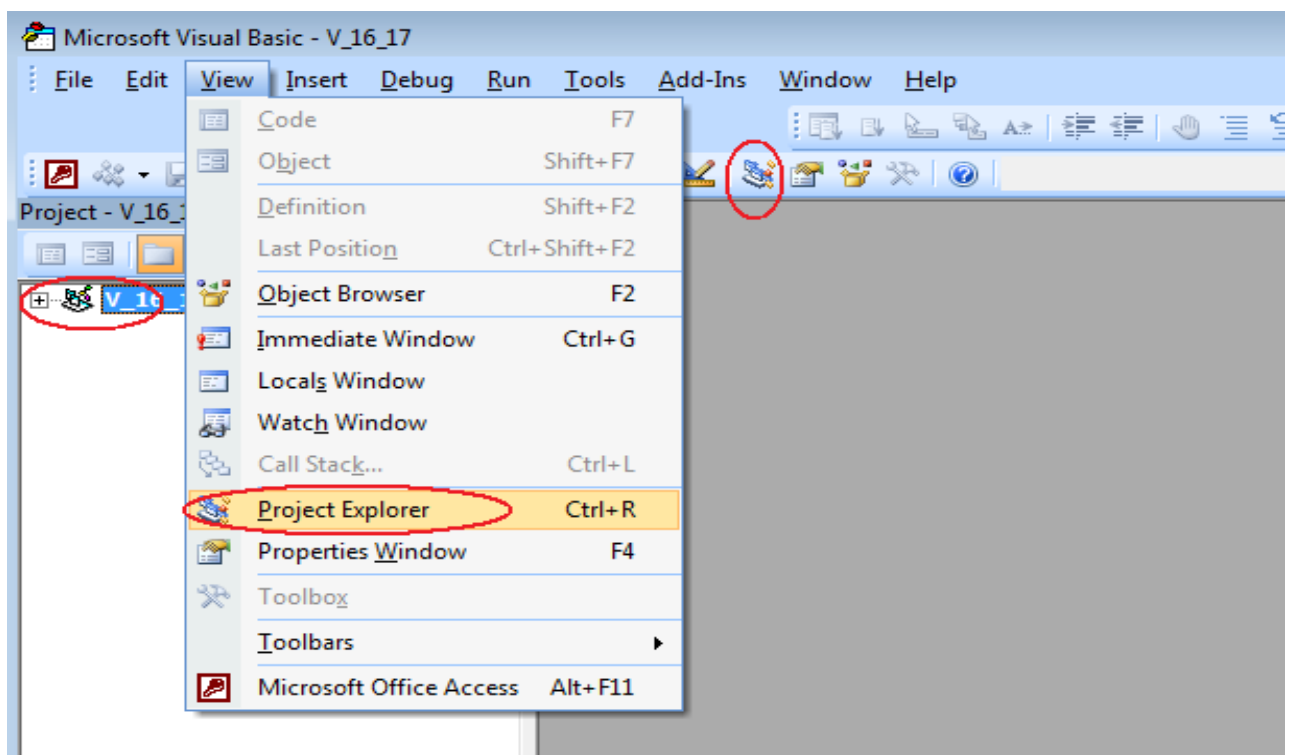 Microsoft Visual Basic - V_16_17
File Edit View Insert Debug Run Tools Add-Ins Window Help
Code F7
Object Shift+F7
Project - V_16_1
Definition Shift+F2
Last Position Ctrl+Shift+F2
V_16_1
Object Browser F2
Immediate Window Ctrl+G
Locals Window
Watch Window
Call Stack... Ctrl+L
Project Explorer Ctrl+R
Properties Window F4
Toolbox
Toolbars
Microsoft Office Access Alt+F11